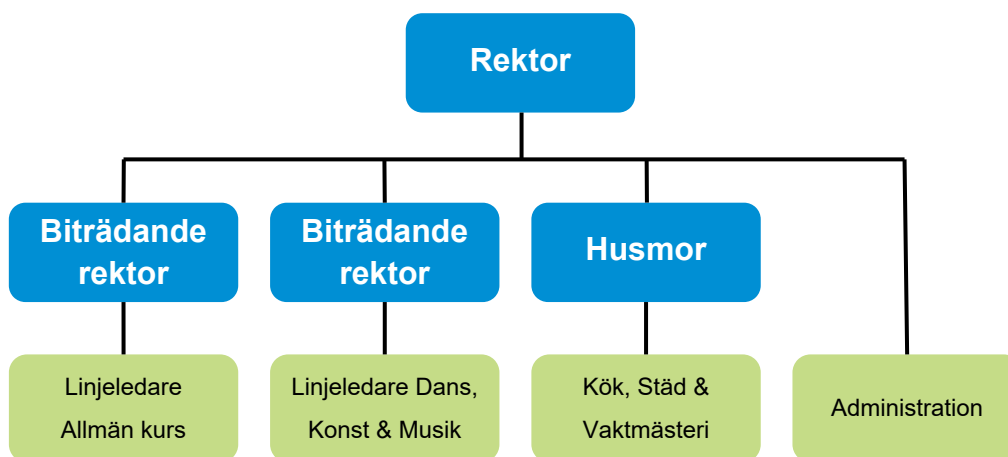 Rektor
Biträdande
rektor
Biträdande
rektor
Husmor
Linjeledare
Allmän kurs
Linjeledare Dans,
Konst & Musik
Kök, Städ &
Vaktmästeri
Administration